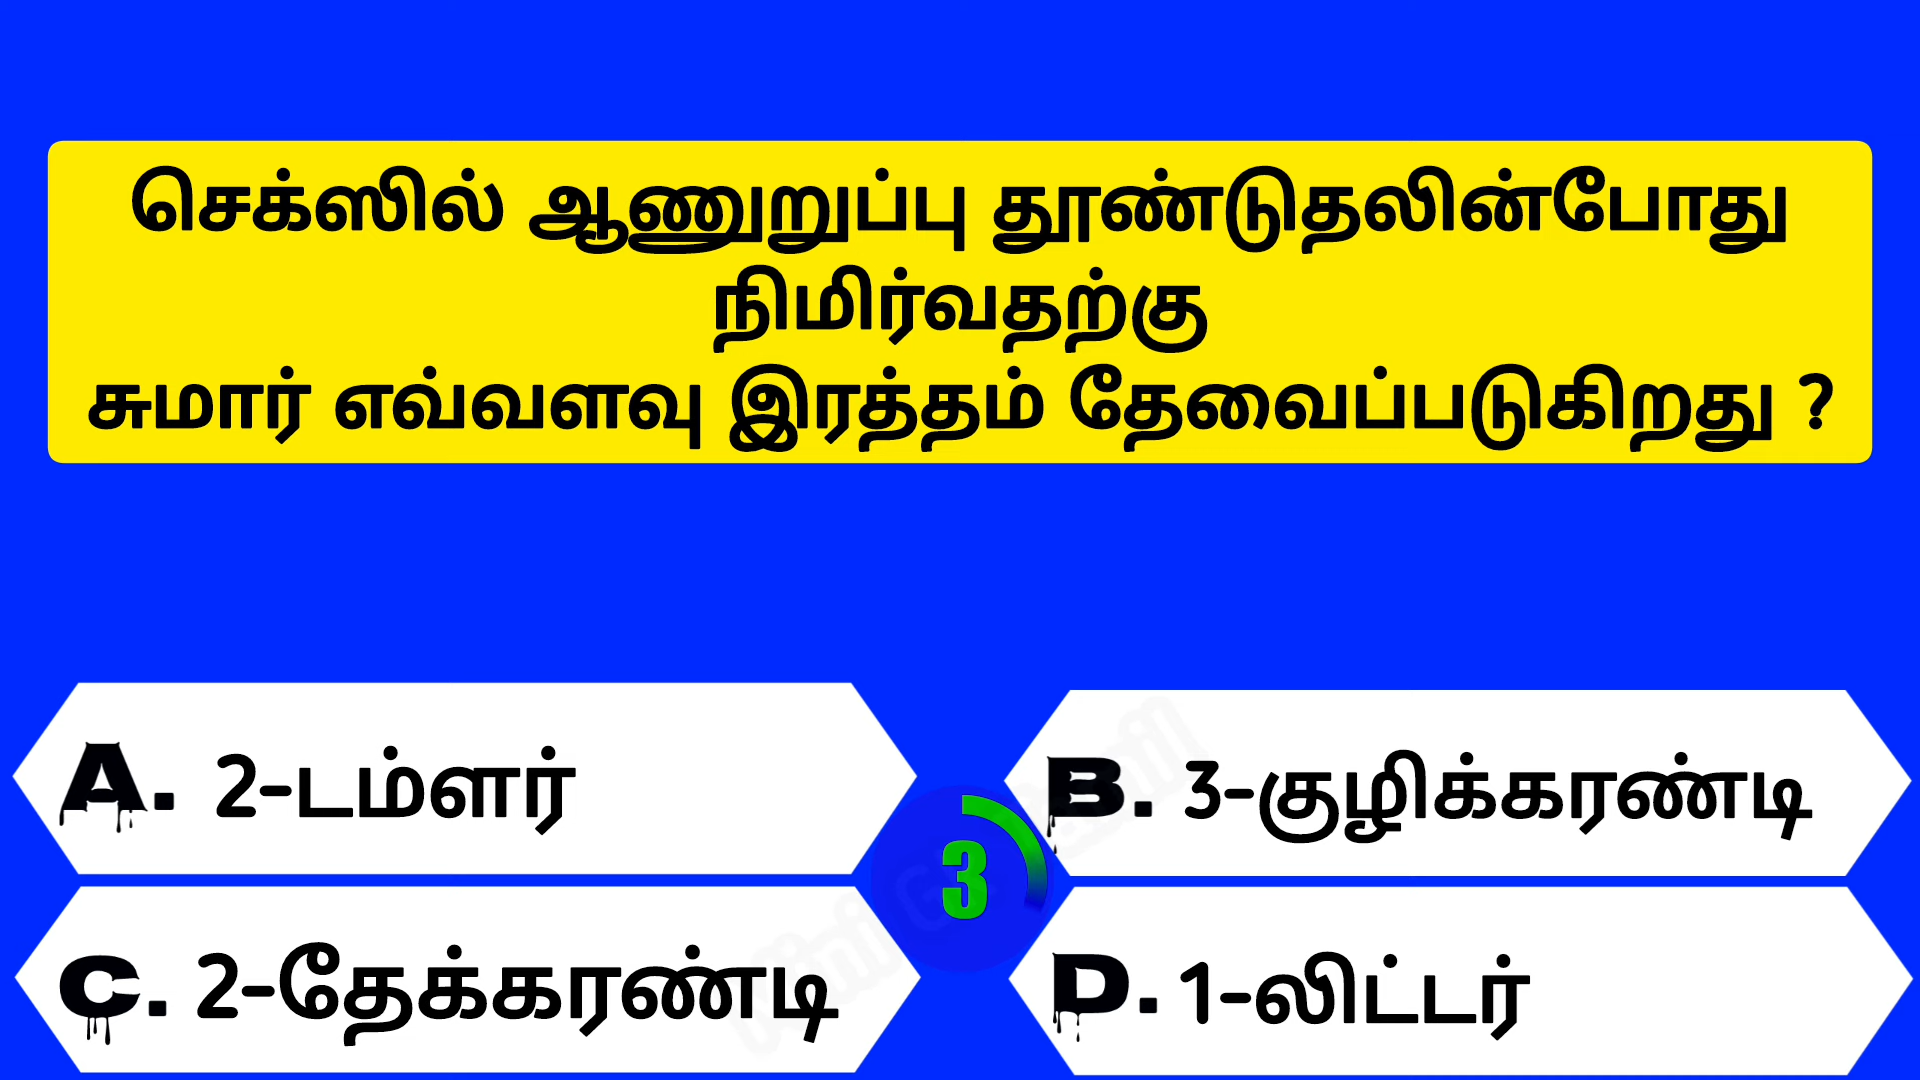 செக்ஸில் ஆணுறுப்பு தூண்டுதலின்போது
நிமிர்வதற்கு
சுமார் எவ்வளவு இரத்தம் தேவைப்படுகிறது ?
A. 2-டம்ளர்
B. 3-குழிக்கரண்டி
3
C. 2-தேக்கரண்டி
D. 1-லிட்டர்